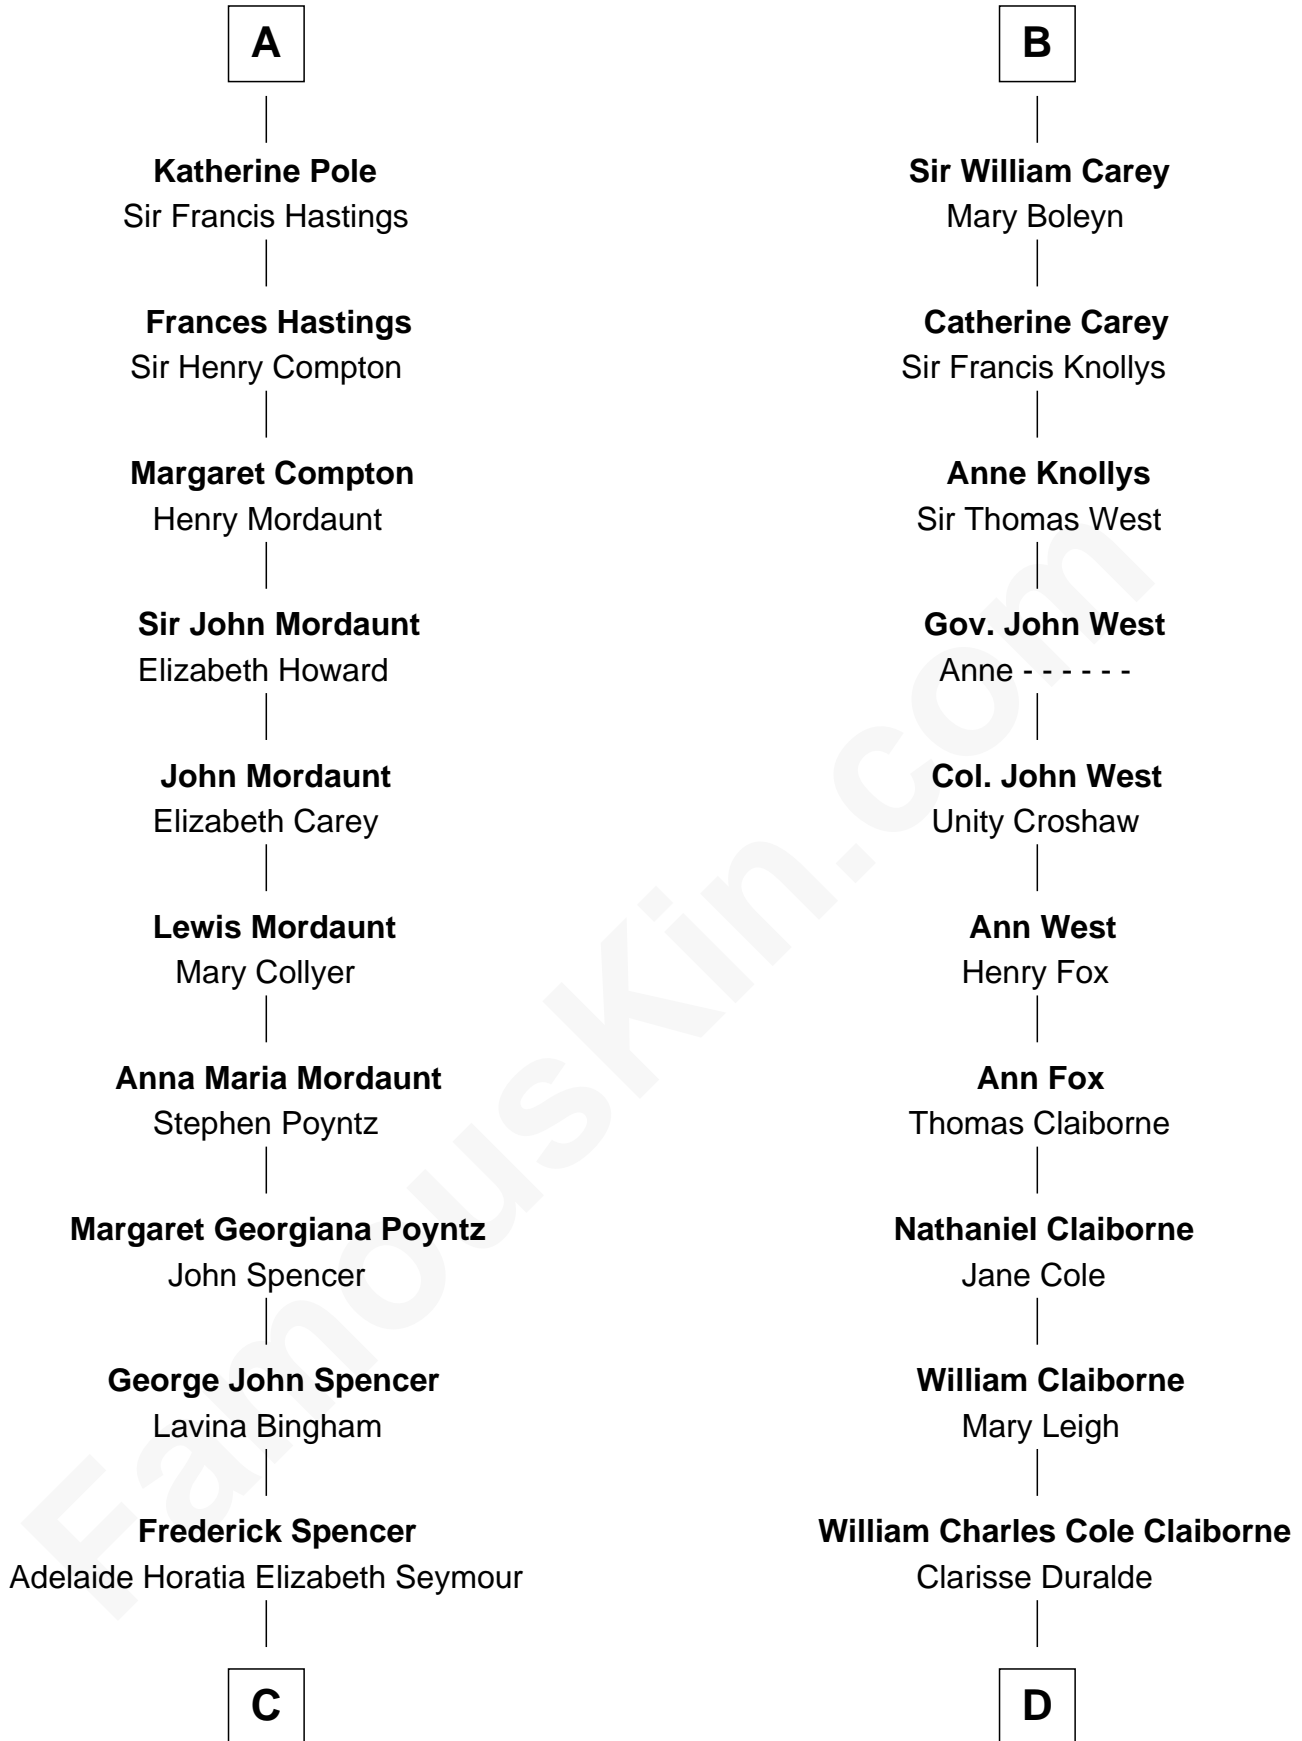 A
Katherine Pole
Sir Francis Hastings
Frances Hastings
Sir Henry Compton
Margaret Compton
Henry Mordaunt
Sir John Mordaunt
Elizabeth Howard
John Mordaunt
Elizabeth Carey
Lewis Mordaunt
Mary Collyer
Anna Maria Mordaunt
Stephen Poyntz
Margaret Georgiana Poyntz
John Spencer
George John Spencer
Lavina Bingham
Frederick Spencer
Adelaide Horatia Elizabeth Seymour
C
B
Sir William Carey
Mary Boleyn
Catherine Carey
Sir Francis Knollys
Anne Knollys
Sir Thomas West
Gov. John West
Anne - - - - - -
Col. John West
Unity Croshaw
Ann West
Henry Fox
Ann Fox
Thomas Claiborne
Nathaniel Claiborne
Jane Cole
William Claiborne
Mary Leigh
William Charles Cole Claiborne
Clarisse Duralde
D
FamousKin.com